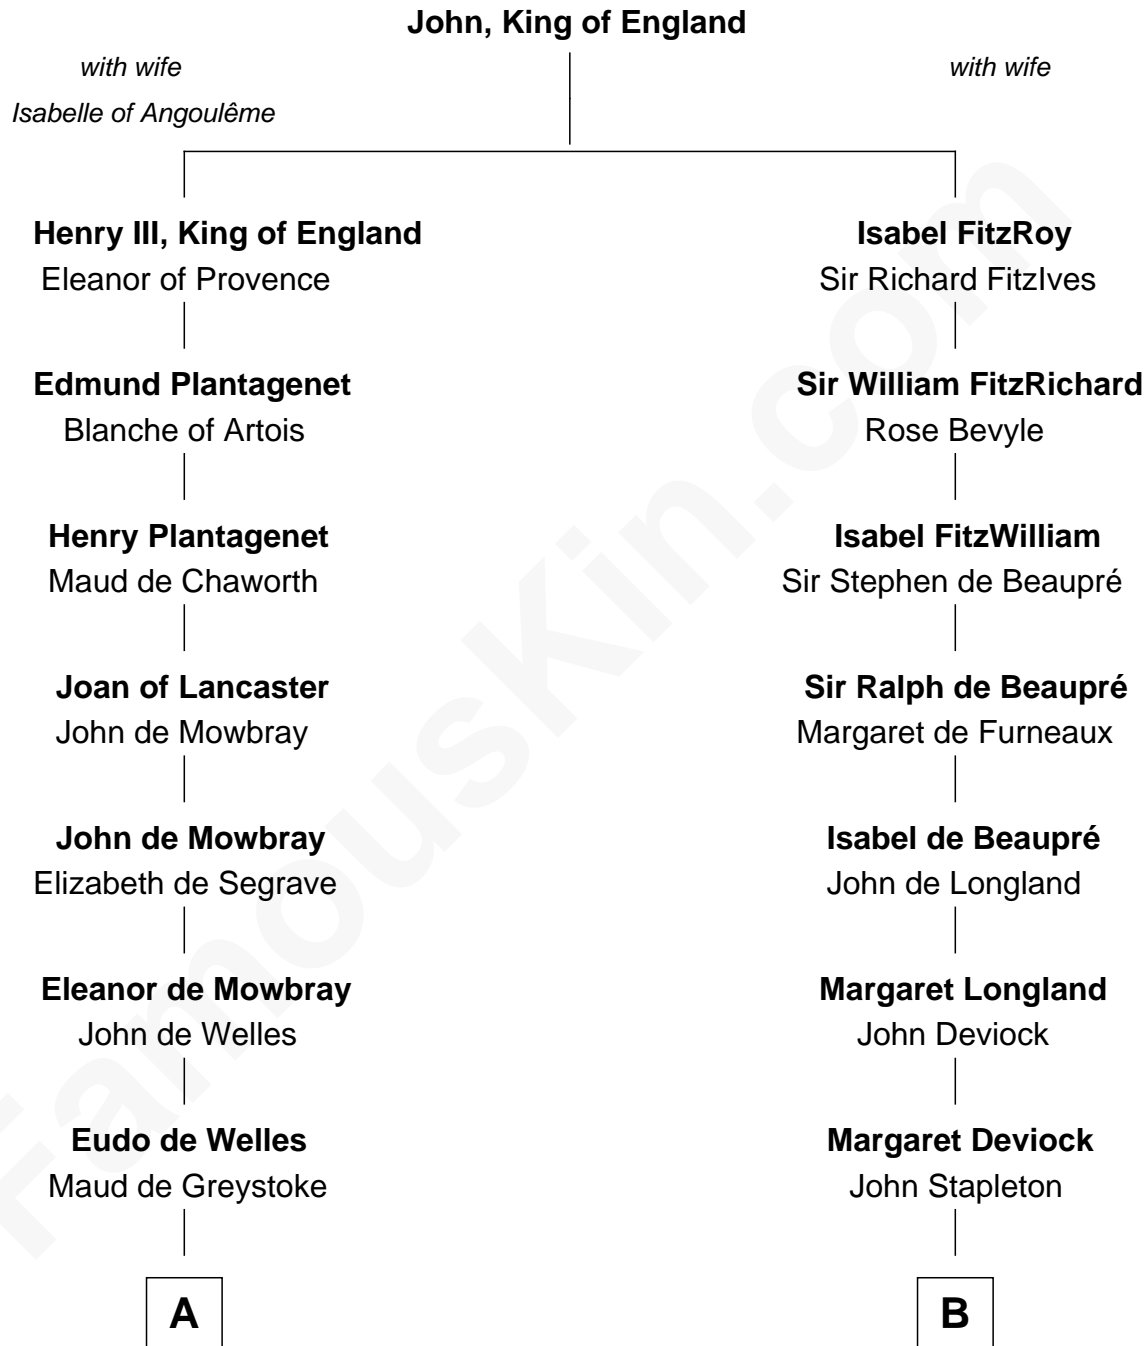 John, King of England
with wife
Isabelle of Angoulême
with wife
Henry III, King of England
Eleanor of Provence
Isabel FitzRoy
Sir Richard FitzIves
Edmund Plantagenet
Blanche of Artois
Sir William FitzRichard
Rose Bevyle
Henry Plantagenet
Maud de Chaworth
Isabel FitzWilliam
Sir Stephen de Beaupré
Joan of Lancaster
John de Mowbray
Sir Ralph de Beaupré
Margaret de Furneaux
John de Mowbray
Elizabeth de Segrave
Isabel de Beaupré
John de Longland
Eleanor de Mowbray
John de Welles
Margaret Longland
John Deviock
Eudo de Welles
Maud de Greystoke
Margaret Deviock
John Stapleton
A
B
FamousKin.com